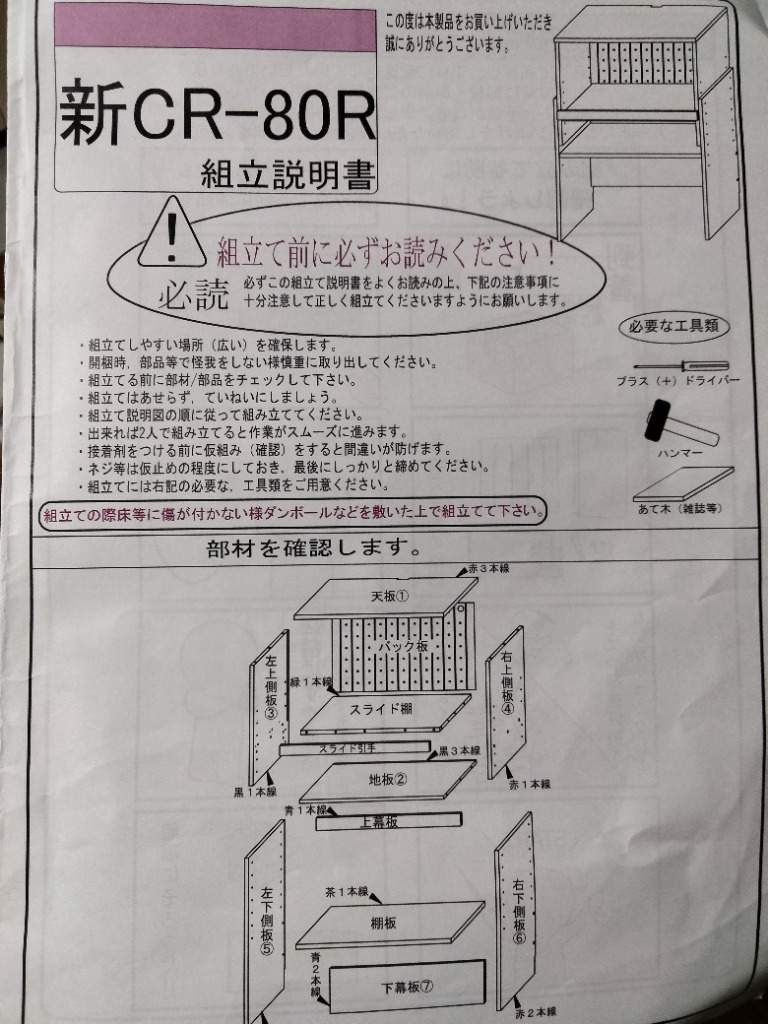 この度は本製品をお買い上げいただき
誠にありがとうございます。
新CR-80R
組立説明書
!
組立て前に必ずお読みください!
必読
必ずこの組立て説明書をよくお読みの上、下記の注意事項に
十分注意して正しく組立てくださいますようにお願いします。
・組立てしやすい場所（広い）を確保します。
・開梱時，部品等で怪我をしない様慎重に取り出してください。
・組立てる前に部材/部品をチェックして下さい。
・組立てはあせらず，ていねいにしましょう。
・組立て説明図の順に従って組み立ててください。
・出来れば2人で組み立てると作業がスムーズに進みます。
・接着剤をつける前に仮組み（確認）をすると間違いが防げます。
・ネジ等は仮止めの程度にしておき，最後にしっかりと締めてください。
・組立てには右記の必要な，工具類をご用意ください。
必要な工具類
プラス（+）ドライバー
ハンマー
あて木（雑誌等）
組立ての際床等に傷が付かない様ダンボールなどを敷いた上で組立てて下さい。
部材を確認します。
赤3本線
天板①
バック板
左上側板③
右上側板④
緑1本線
スライド棚
スライド引手
黒3本線
黒1本線
地板②
赤1本線
青1本線
上幕板
左下側板⑤
右下側板⑥
茶1本線
棚板
青2本線
下幕板⑦
赤2本線